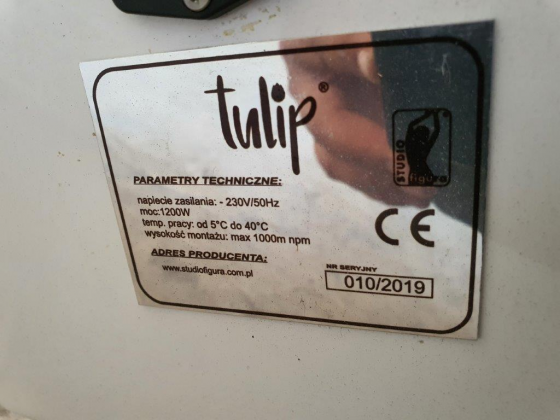 tulip®
STUDIO
figura
PARAMETRY TECHNICZNE:
napiecie zasilania: - 230V/50Hz
moc:1200W
temp. pracy: od 5°C do 40°C
wysokość montażu: max 1000m npm
CE
ADRES PRODUCENTA:
www.studiofigura.com.pl
NR SERYJNY
010/2019